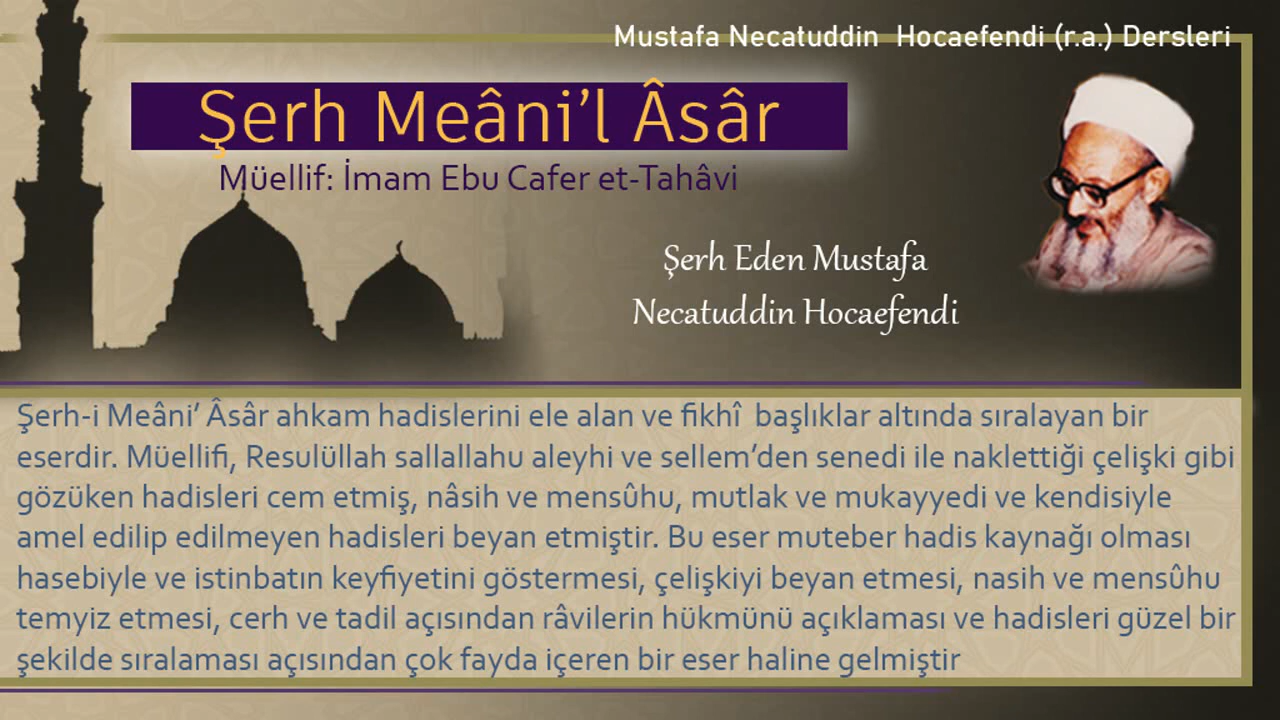 Mustafa Necatuddin Hocaefendi (r.a.) Dersleri
Şerh Meâni’l Âsâr
Müellif: İmam Ebu Cafer et-Tahâvi
Şerh Eden Mustafa
Necatuddin Hocaefendi
Şerh-i Meâni’ Âsâr ahkam hadislerini ele alan ve fikhî başlıklar altında sıralayan bir
eserdir. Müellifi, Resulüllah sallallahu aleyhi ve sellem’den senedi ile naklettiği çelişki gibi
gözüken hadisleri cem etmiş, nâsih ve mensûhu, mutlak ve mukayyedi ve kendisiyle
amel edilip edilmeyen hadisleri beyan etmiştir. Bu eser muteber hadis kaynağı olması
hasebiyle ve istinbatın keyfiyetini göstermesi, çelişkiyi beyan etmesi, nasih ve mensûhu
temyiz etmesi, cerh ve tadil açısından râvilerin hükmünü açıklaması ve hadisleri güzel bir
şekilde sıralaması açısından çok fayda içeren bir eser haline gelmiştir